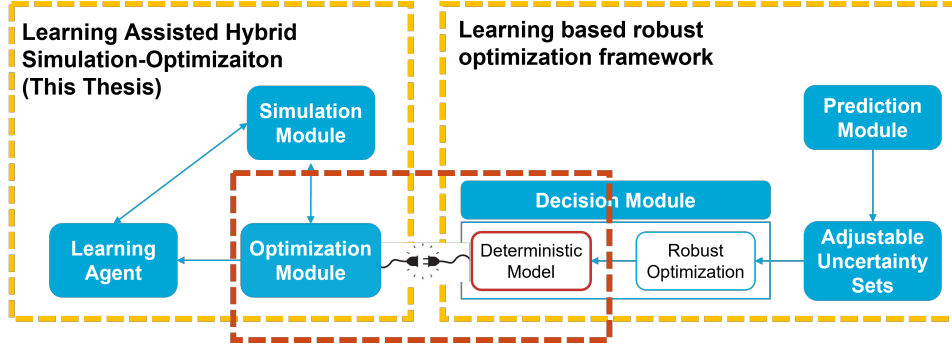 Learning Assisted Hybrid
Simulation-Optimizaiton
(This Thesis)
Simulation
Module
Learning
Agent
Optimization
Module
Learning based robust
optimization framework
Prediction
Module
Decision Module
Deterministic
Model
Robust
Optimization
Adjustable
Uncertainty
Sets